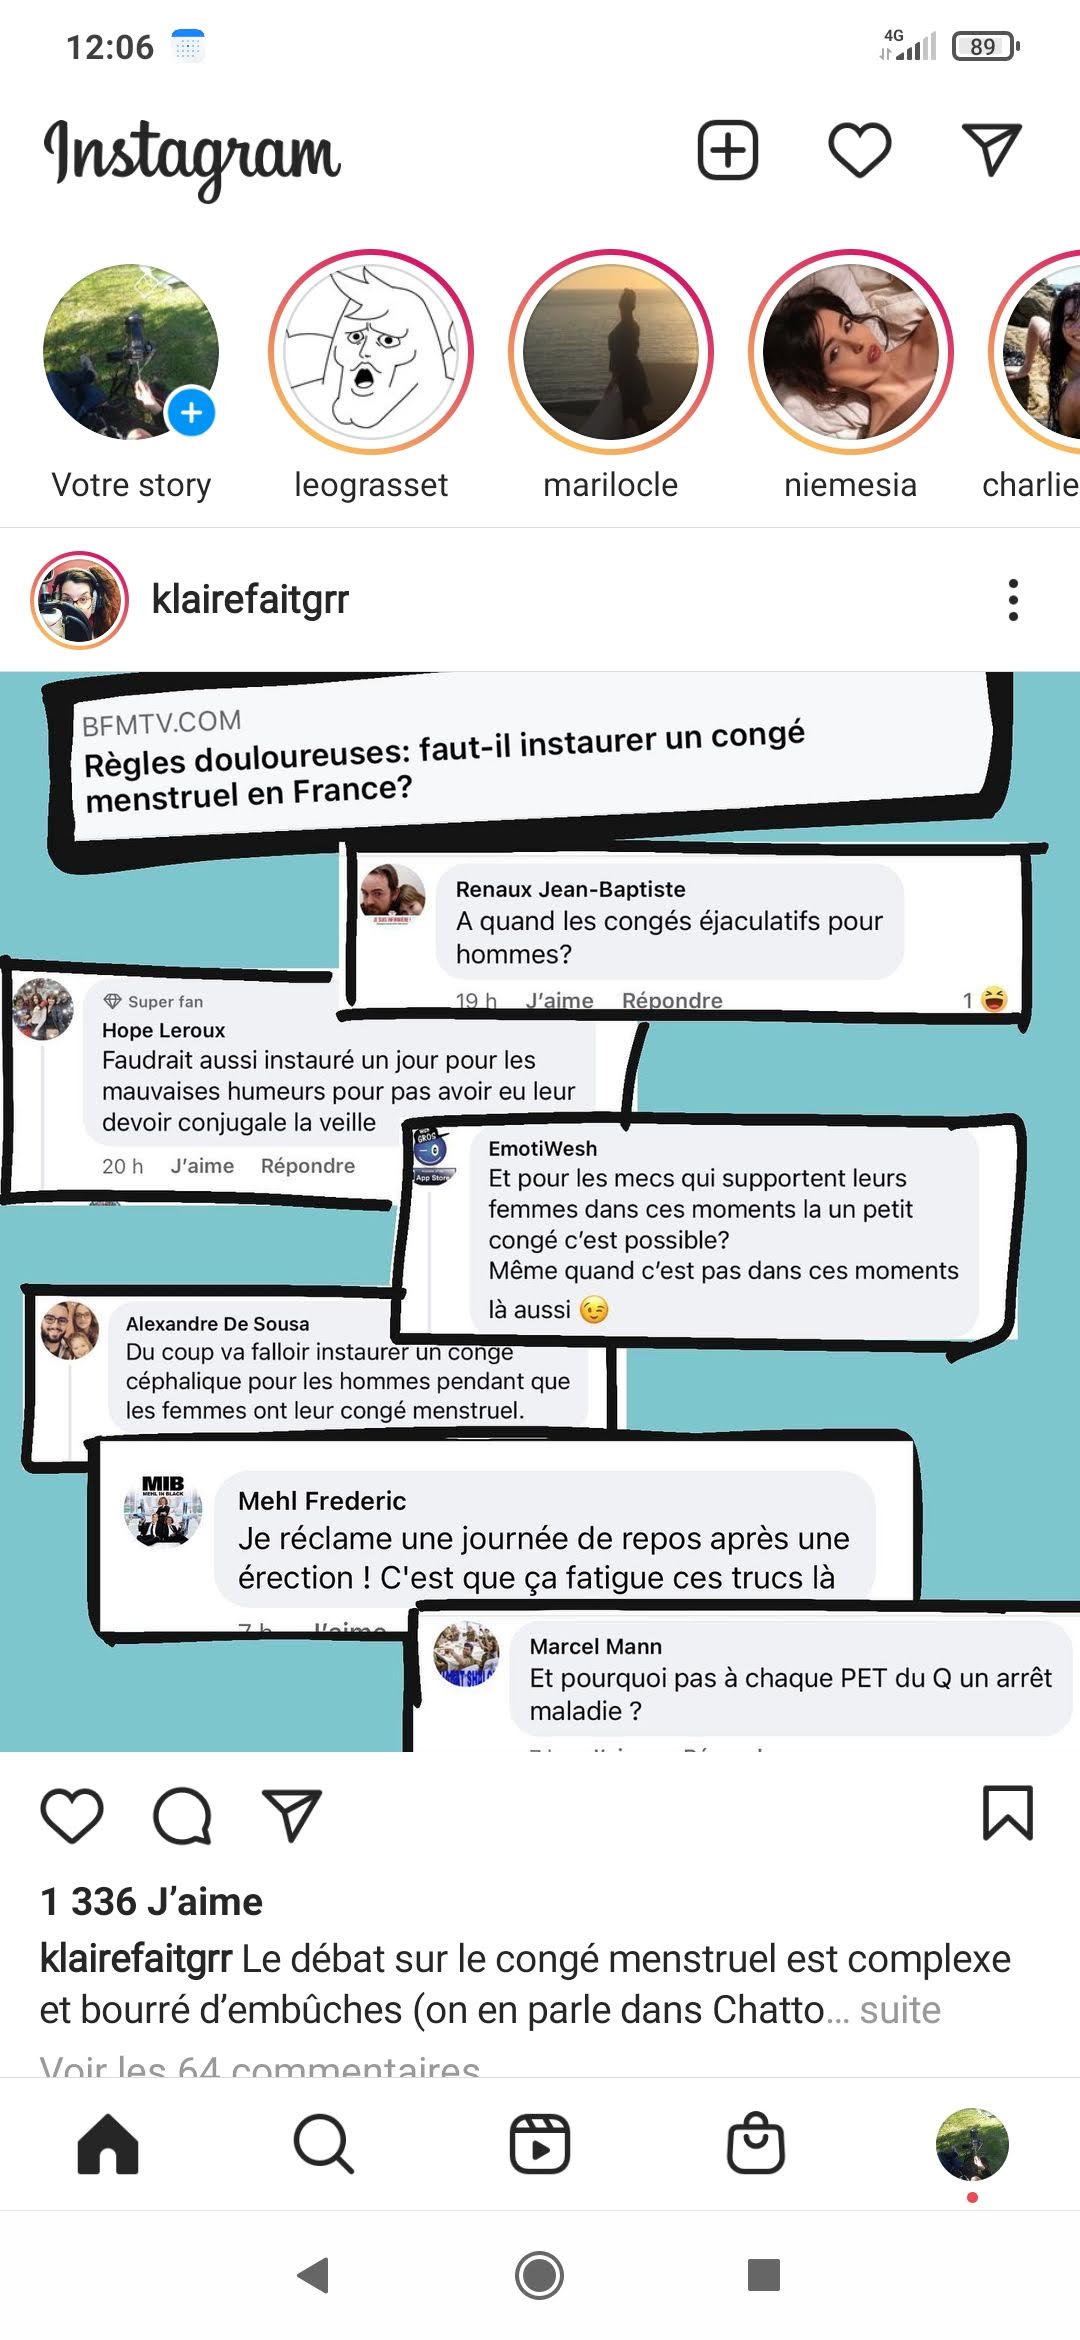 12:06
4G
89
Instagram
Votre story
leograsset
marilocle
niemesia
charlie
klairefaitgrr
BFMTV.COM
Règles douloureuses: faut-il instaurer un congé
menstruel en France?
Renaux Jean-Baptiste
A quand les congés éjaculatifs pour
hommes?
19 h J'aime Répondre
1
Super fan
Hope Leroux
Faudrait aussi instauré un jour pour les
mauvaises humeurs pour pas avoir eu leur
devoir conjugale la veille
20 h J'aime Répondre
GROS
App Store
EmotiWesh
Et pour les mecs qui supportent leurs
femmes dans ces moments la un petit
congé c'est possible?
Même quand c'est pas dans ces moments
là aussi 😉
Alexandre De Sousa
Du coup va falloir instaurer un congé
céphalique pour les hommes pendant que
les femmes ont leur congé menstruel.
MIB
MEHL IN BLACK
Mehl Frederic
Je réclame une journée de repos après une
érection ! C'est que ça fatigue ces trucs là
7 h J'aime
Marcel Mann
Et pourquoi pas à chaque PET du Q un arrêt
maladie ?
1 336 J'aime
klairefaitgrr Le débat sur le congé menstruel est complexe
et bourré d'embûches (on en parle dans Chatto... suite
Voir les 64 commentaires